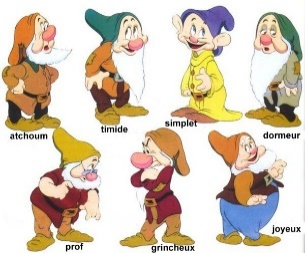 atchoum
timide
simplet
dormeur
prof
grincheux
joyeux